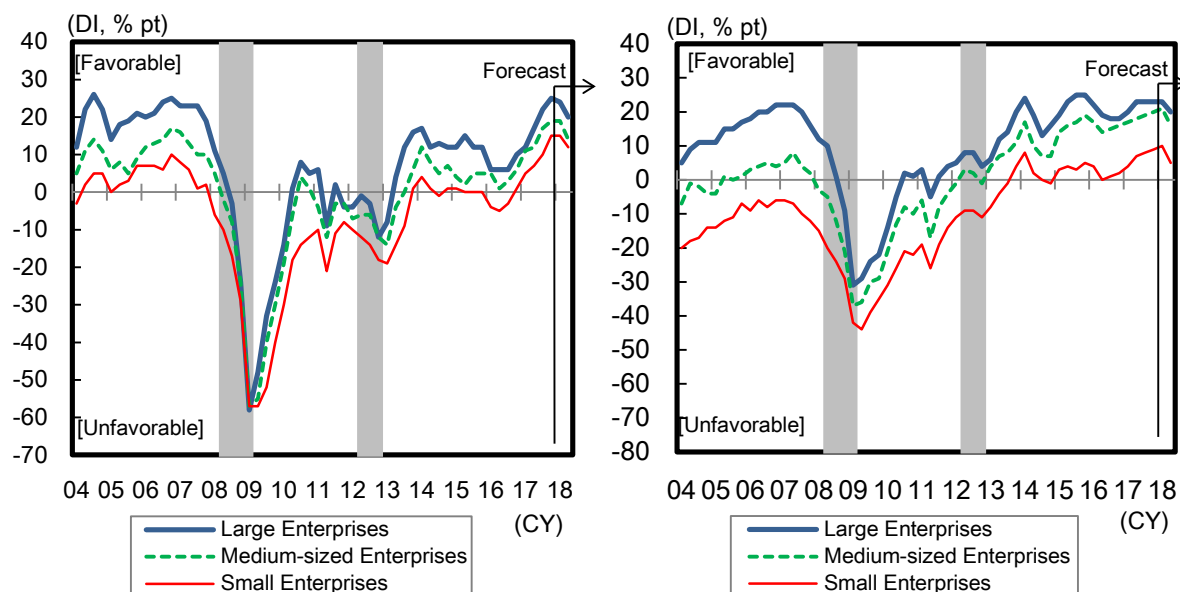 (DI, % pt)
40
30
20
10
0
-10
-20
-30
-40
-50
-60
-70
[Favorable]
Forecast
[Unfavorable]
04 05 06 07 08 09 10 11 12 13 14 15 16 17 18
(CY)
Large Enterprises
Medium-sized Enterprises
Small Enterprises
(DI, % pt)
40
30
20
10
0
-10
-20
-30
-40
-50
-60
-70
-80
[Favorable]
Forecast
[Unfavorable]
04 05 06 07 08 09 10 11 12 13 14 15 16 17 18
(CY)
Large Enterprises
Medium-sized Enterprises
Small Enterprises